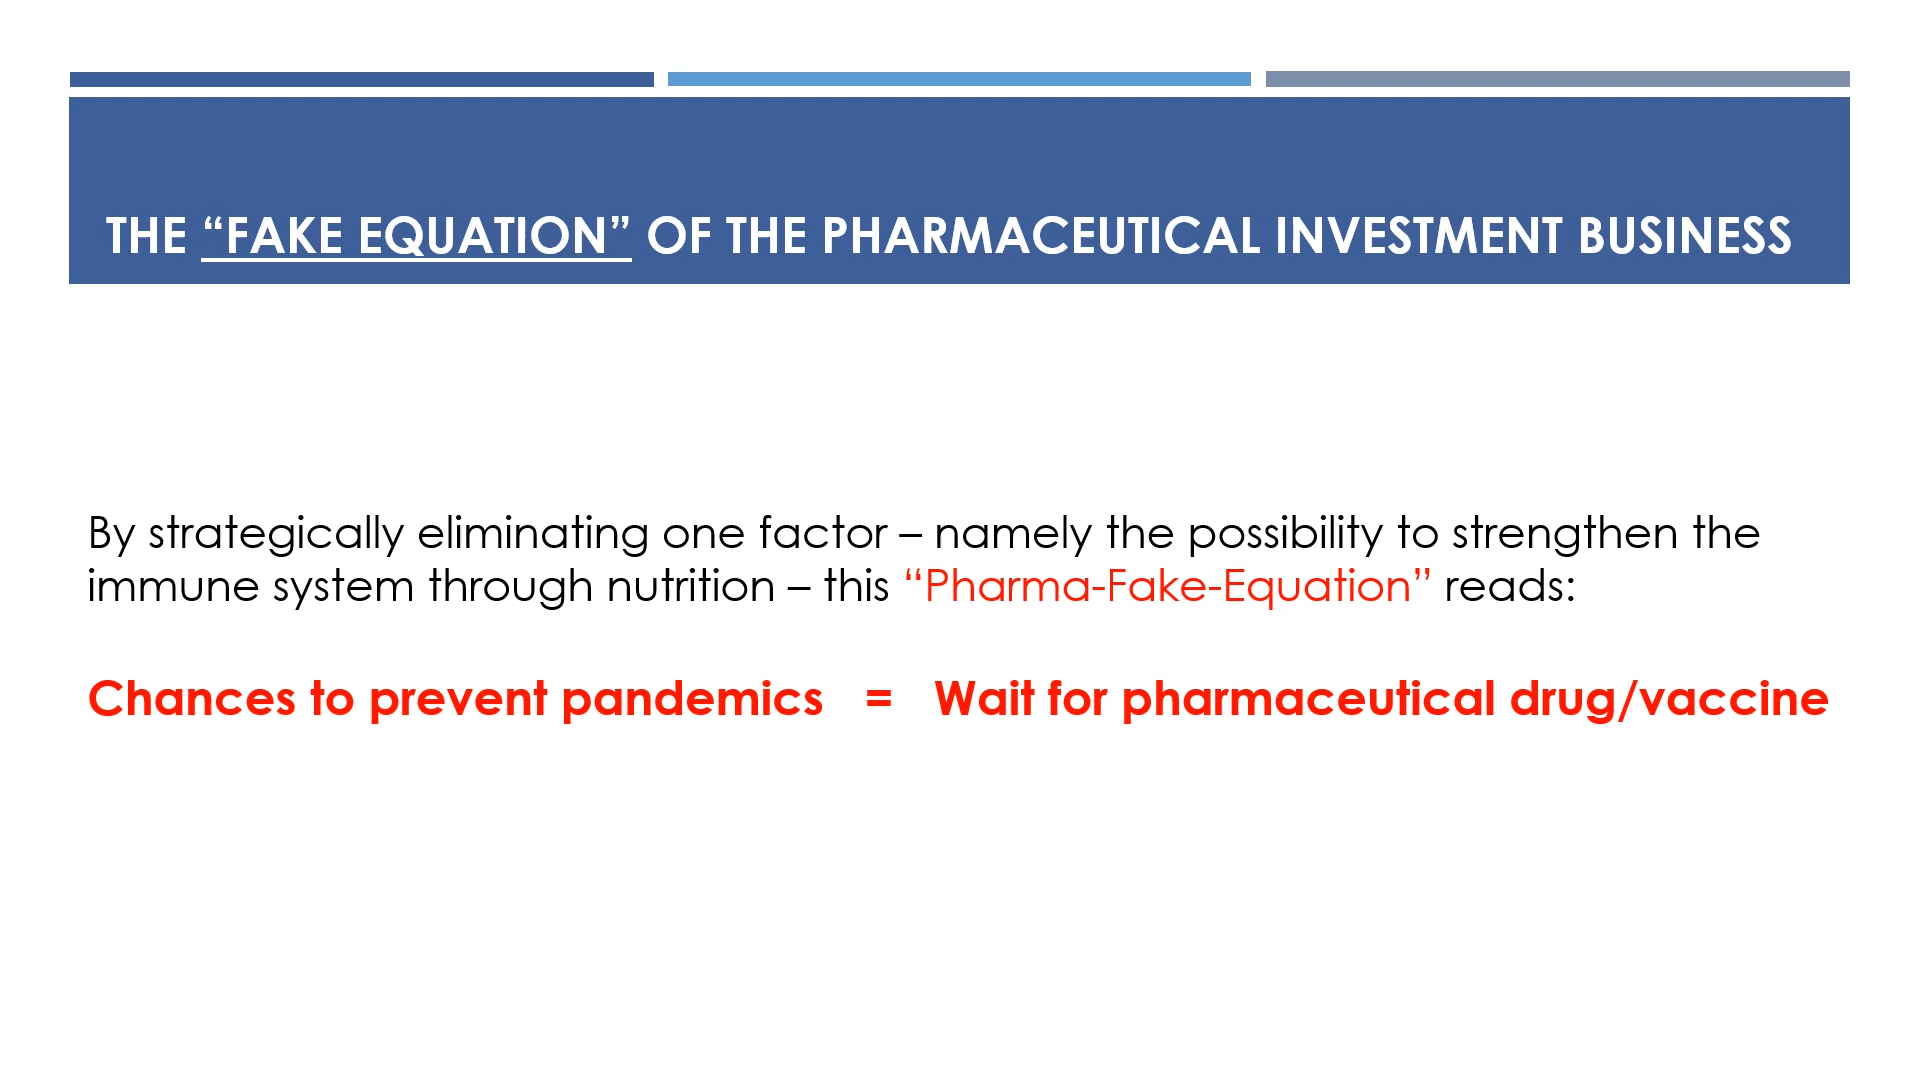 THE “FAKE EQUATION” OF THE PHARMACEUTICAL INVESTMENT BUSINESS
By strategically eliminating one factor – namely the possibility to strengthen the
immune system through nutrition – this “Pharma-Fake-Equation” reads:
Chances to prevent pandemics = Wait for pharmaceutical drug/vaccine